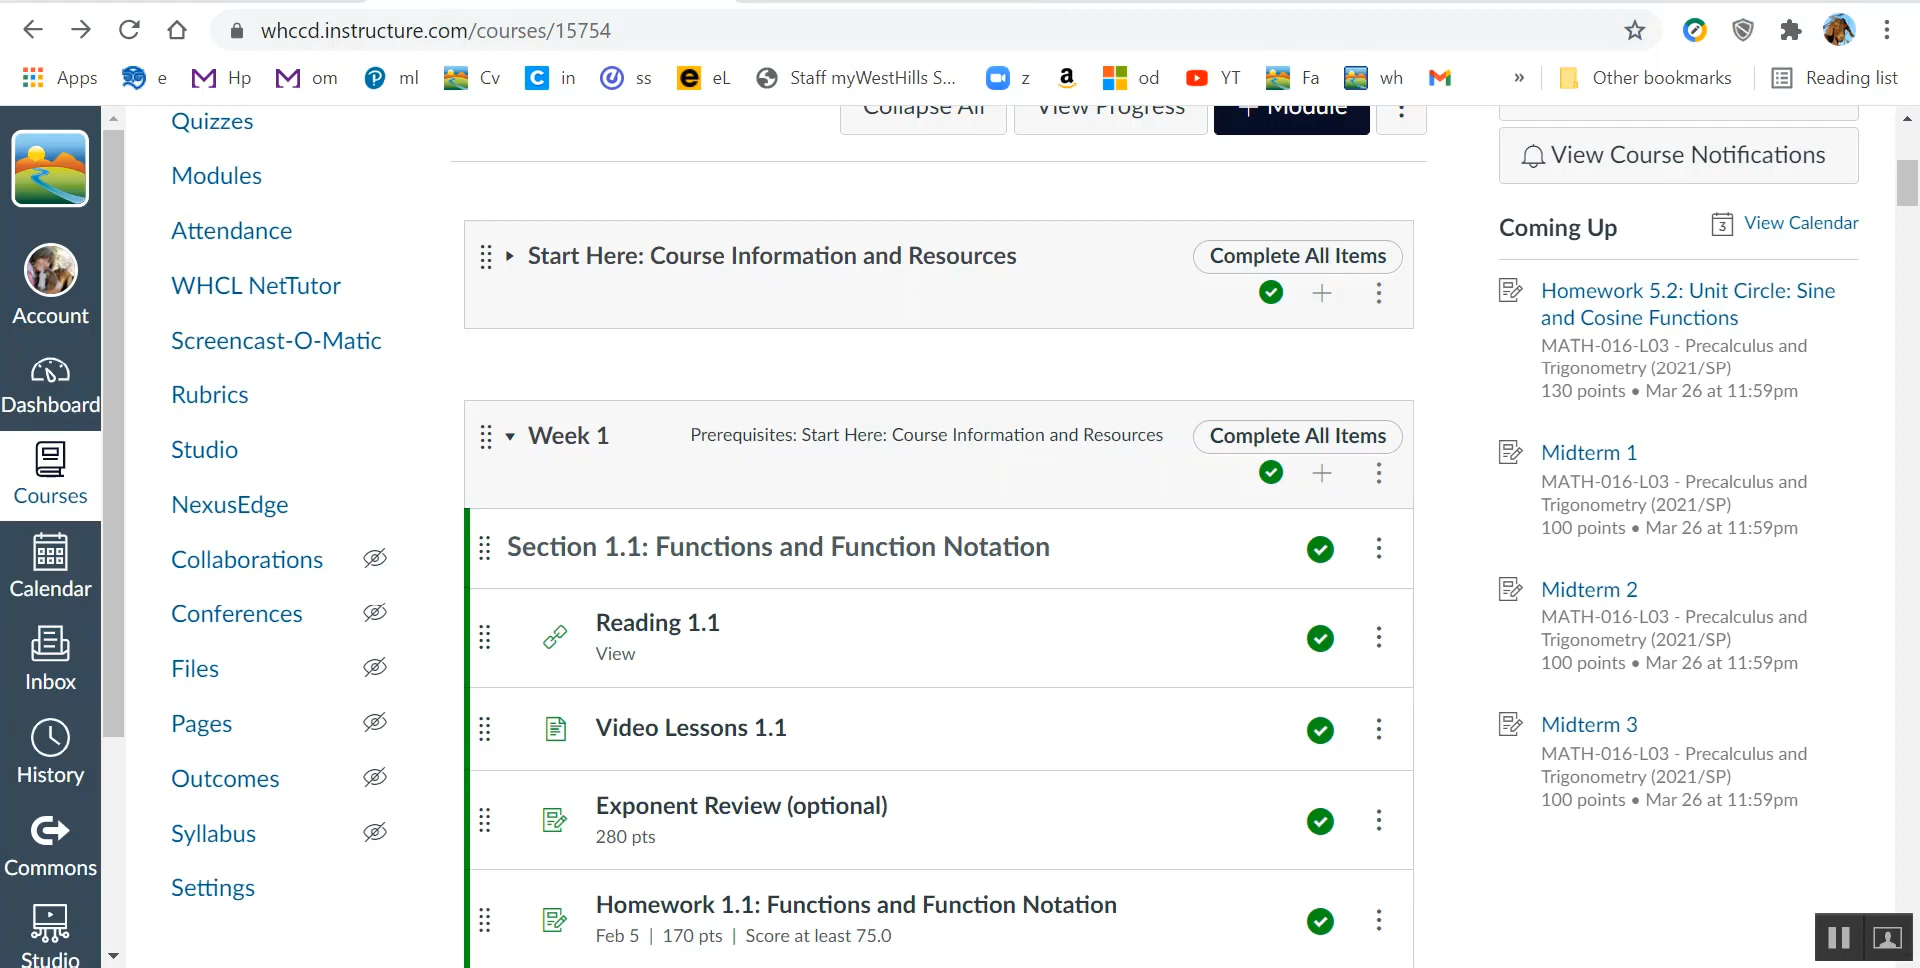 whccd.instructure.com/courses/15754
Apps
e
Hp
om
ml
Cv
in
ss
eL
Staff myWestHills S...
z
od
YT
Fa
wh
»
Other bookmarks
Reading list
Account
Dashboard
Courses
Calendar
Inbox
History
Commons
Studio
Quizzes
Modules
Attendance
WHCL NetTutor
Screencast-O-Matic
Rubrics
Studio
NexusEdge
Collaborations
Conferences
Files
Pages
Outcomes
Syllabus
Settings
Collapse All
View Progress
+ Module
Start Here: Course Information and Resources
Complete All Items
Week 1
Prerequisites: Start Here: Course Information and Resources
Complete All Items
Section 1.1: Functions and Function Notation
Reading 1.1
View
Video Lessons 1.1
Exponent Review (optional)
280 pts
Homework 1.1: Functions and Function Notation
Feb 5 | 170 pts | Score at least 75.0
View Course Notifications
Coming Up
3
View Calendar
Homework 5.2: Unit Circle: Sine
and Cosine Functions
MATH-016-L03 - Precalculus and
Trigonometry (2021/SP)
130 points • Mar 26 at 11:59pm
Midterm 1
MATH-016-L03 - Precalculus and
Trigonometry (2021/SP)
100 points • Mar 26 at 11:59pm
Midterm 2
MATH-016-L03 - Precalculus and
Trigonometry (2021/SP)
100 points • Mar 26 at 11:59pm
Midterm 3
MATH-016-L03 - Precalculus and
Trigonometry (2021/SP)
100 points • Mar 26 at 11:59pm